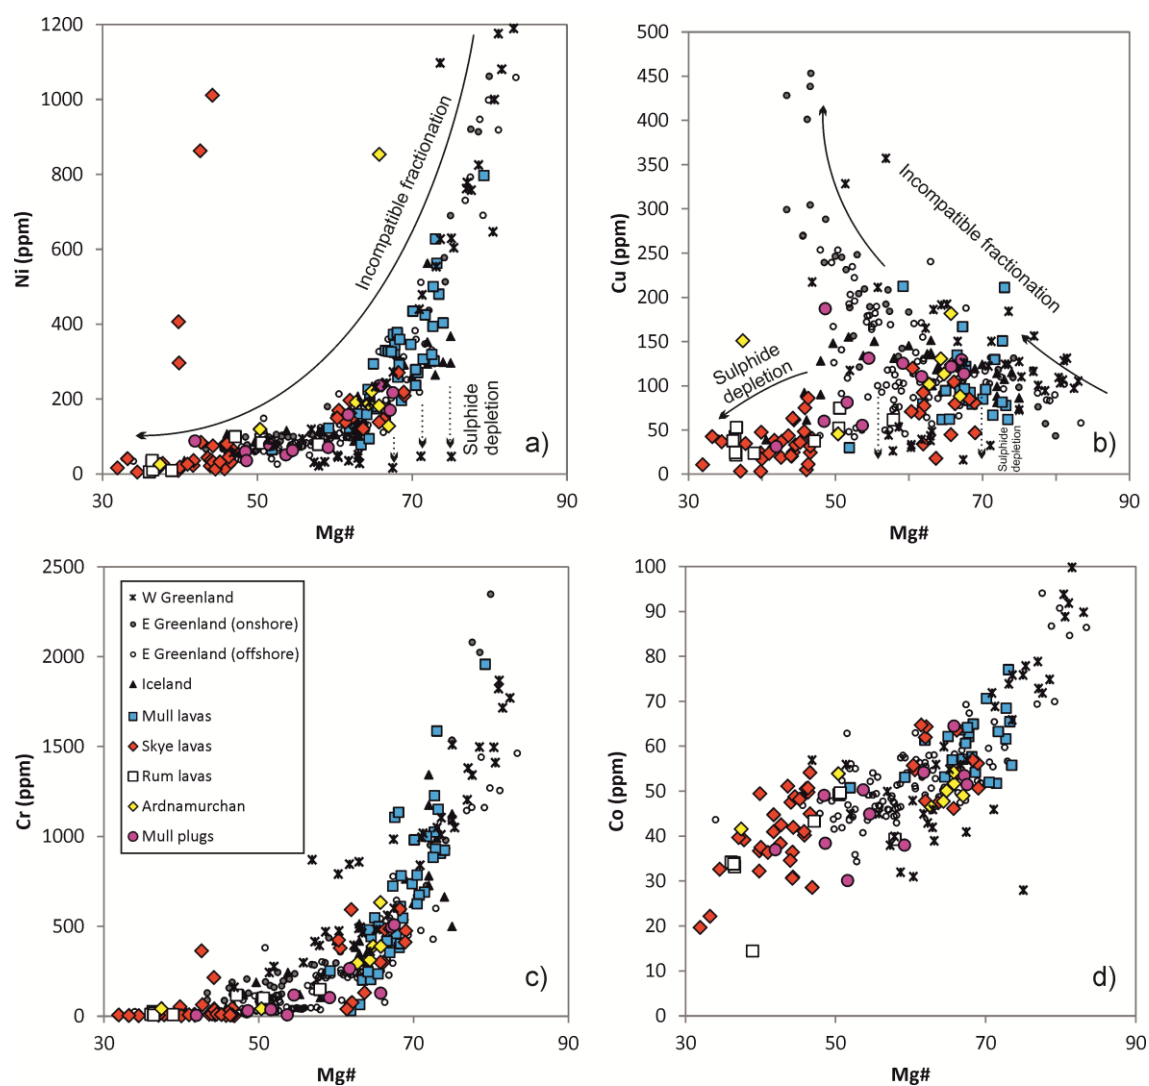 1200
1000
800
600
400
200
0
30
50
70
90
Ni (ppm)
Mg#
Incompatible fractionation
Sulphide
depletion
a)
500
450
400
350
300
250
200
150
100
50
0
30
40
50
60
70
80
90
Cu (ppm)
Mg#
Incompatible fractionation
Sulphide
depletion
Sulphide
depletion
b)
2500
2000
1500
1000
500
0
30
50
70
90
Cr (ppm)
Mg#
W Greenland
E Greenland (onshore)
E Greenland (offshore)
Iceland
Mull lavas
Skye lavas
Rum lavas
Ardnamurchan
Mull plugs
c)
100
90
80
70
60
50
40
30
20
10
0
30
50
70
90
Co (ppm)
Mg#
d)